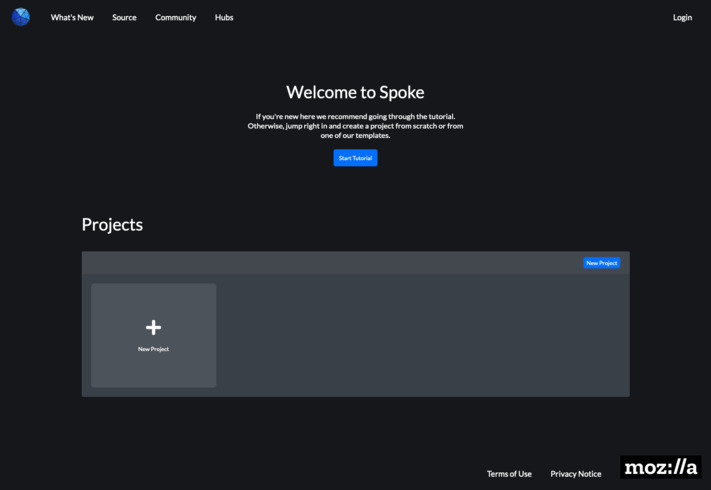 What's New
Source
Community
Hubs
Login
Welcome to Spoke
If you're new here we recommend going through the tutorial.
Otherwise, jump right in and create a project from scratch or from
one of our templates.
Start Tutorial
Projects
New Project
New Project
Terms of Use
Privacy Notice
moz://a